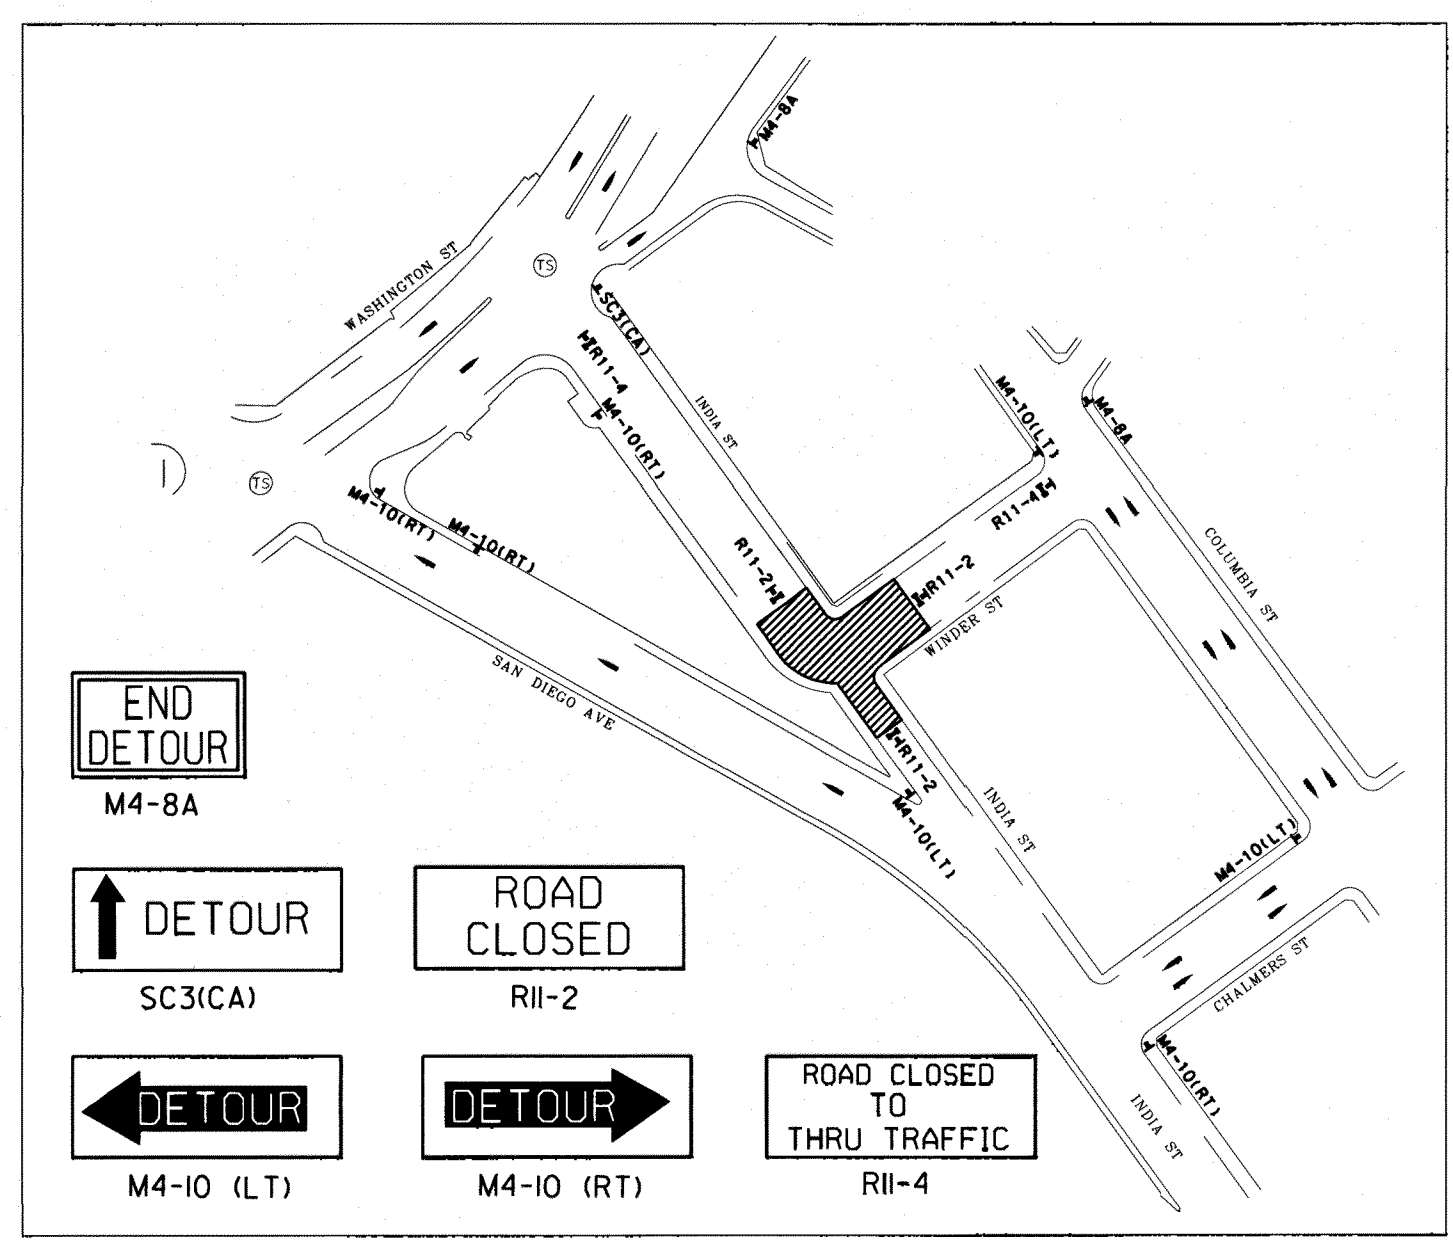 M4-8A
WASHINGTON ST
TS
SC3(CA)
R11-4
M4-10(RT)
INDIA ST
M4-10(LT)
M4-8A
TS
M4-10(RT)
M4-10(RT)
R11-4
COLUMBIA ST
R11-2
R11-2
WINDER ST
SAN DIEGO AVE
R11-2
M4-10(LT)
INDIA ST
M4-10(LT)
CHALMERS ST
M4-10(RT)
INDIA ST
END
DETOUR
M4-8A
DETOUR
SC3(CA)
ROAD
CLOSED
R11-2
DETOUR
M4-10 (LT)
DETOUR
M4-10 (RT)
ROAD CLOSED
TO
THRU TRAFFIC
R11-4